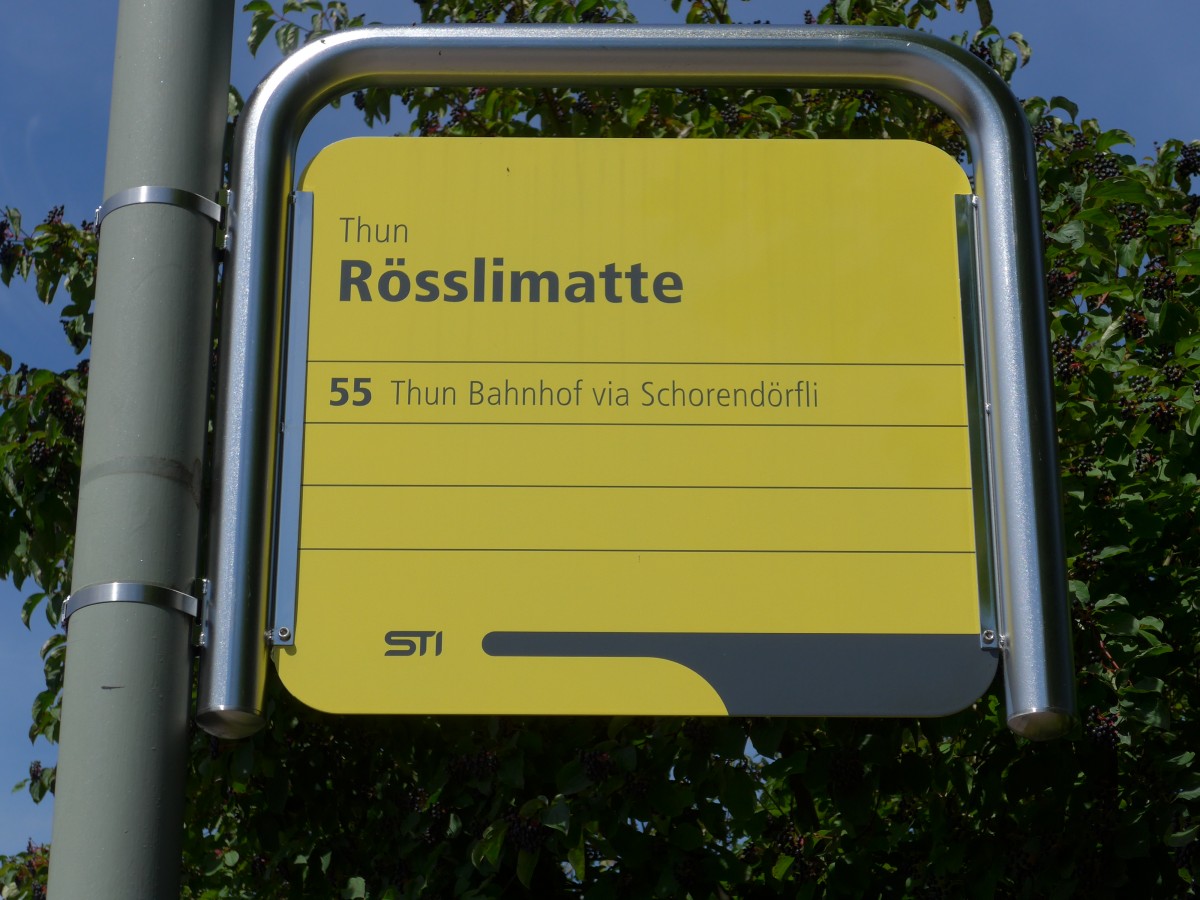 Thun
Rösslimatte
55 Thun Bahnhof via Schorendörfli
STI